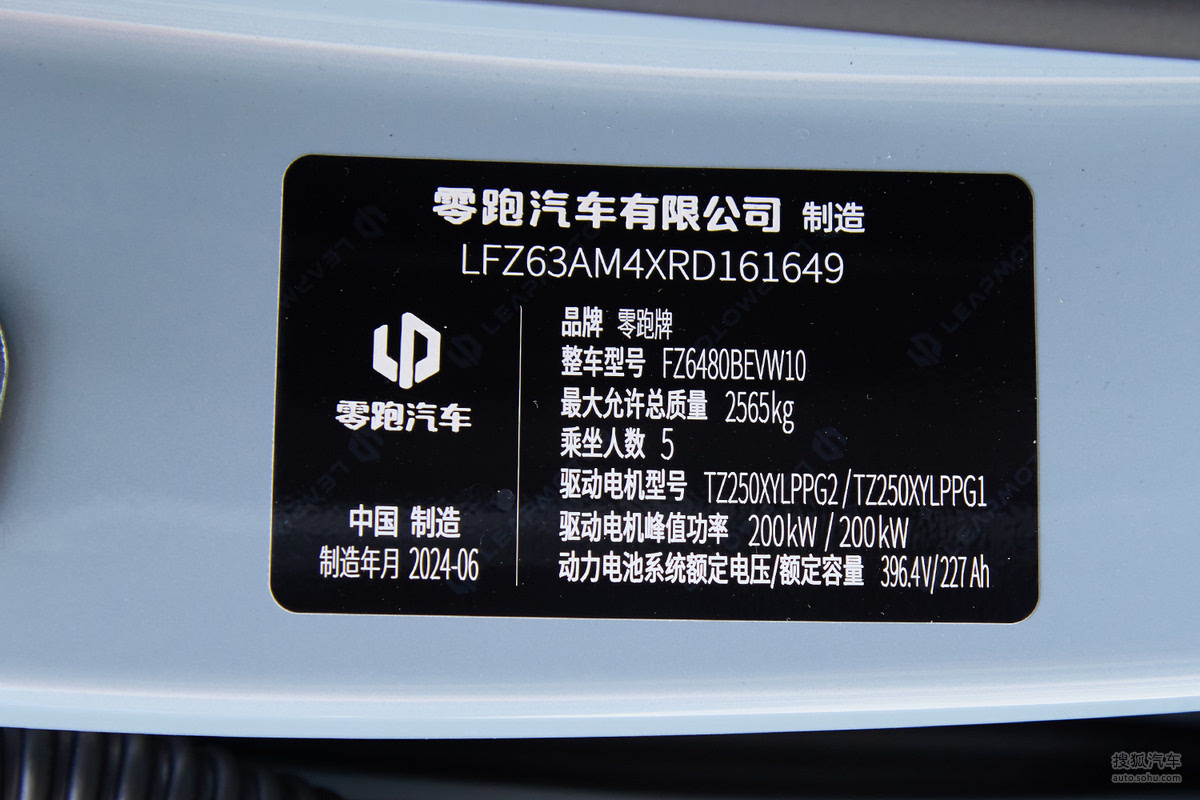 零跑汽车有限公司 制造
LFZ63AM4XRD161649
零跑汽车
中国 制造
制造年月 2024-06
品牌 零跑牌
整车型号 FZ6480BEVW10
最大允许总质量 2565kg
乘坐人数 5
驱动电机型号 TZ250XYLPPG2/TZ250XYLPPG1
驱动电机峰值功率 200kW / 200kW
动力电池系统额定电压/额定容量 396.4V/227Ah
搜狐汽车
auto.sohu.com